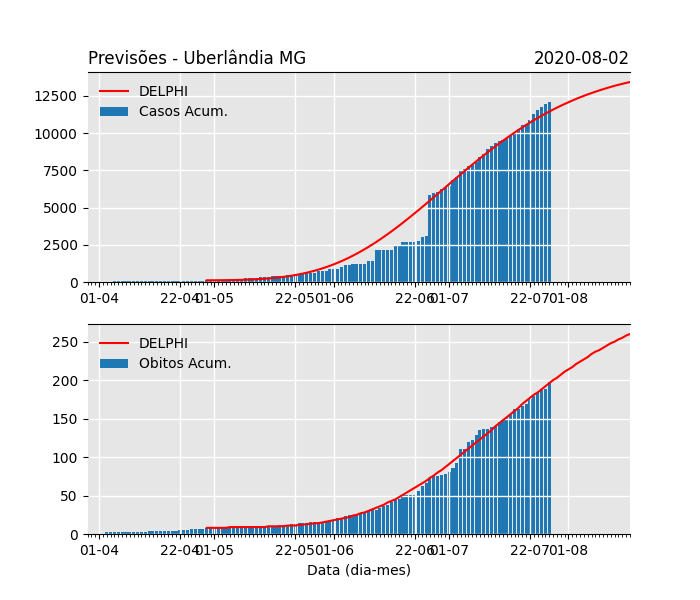 Previsões - Uberlândia MG 2020-08-02
DELPHI
Casos Acum.
12500
10000
7500
5000
2500
0
01-04 22-04 01-05 22-05 01-06 22-06 01-07 22-07 01-08
DELPHI
Obitos Acum.
250
200
150
100
50
0
01-04 22-04 01-05 22-05 01-06 22-06 01-07 22-07 01-08
Data (dia-mes)